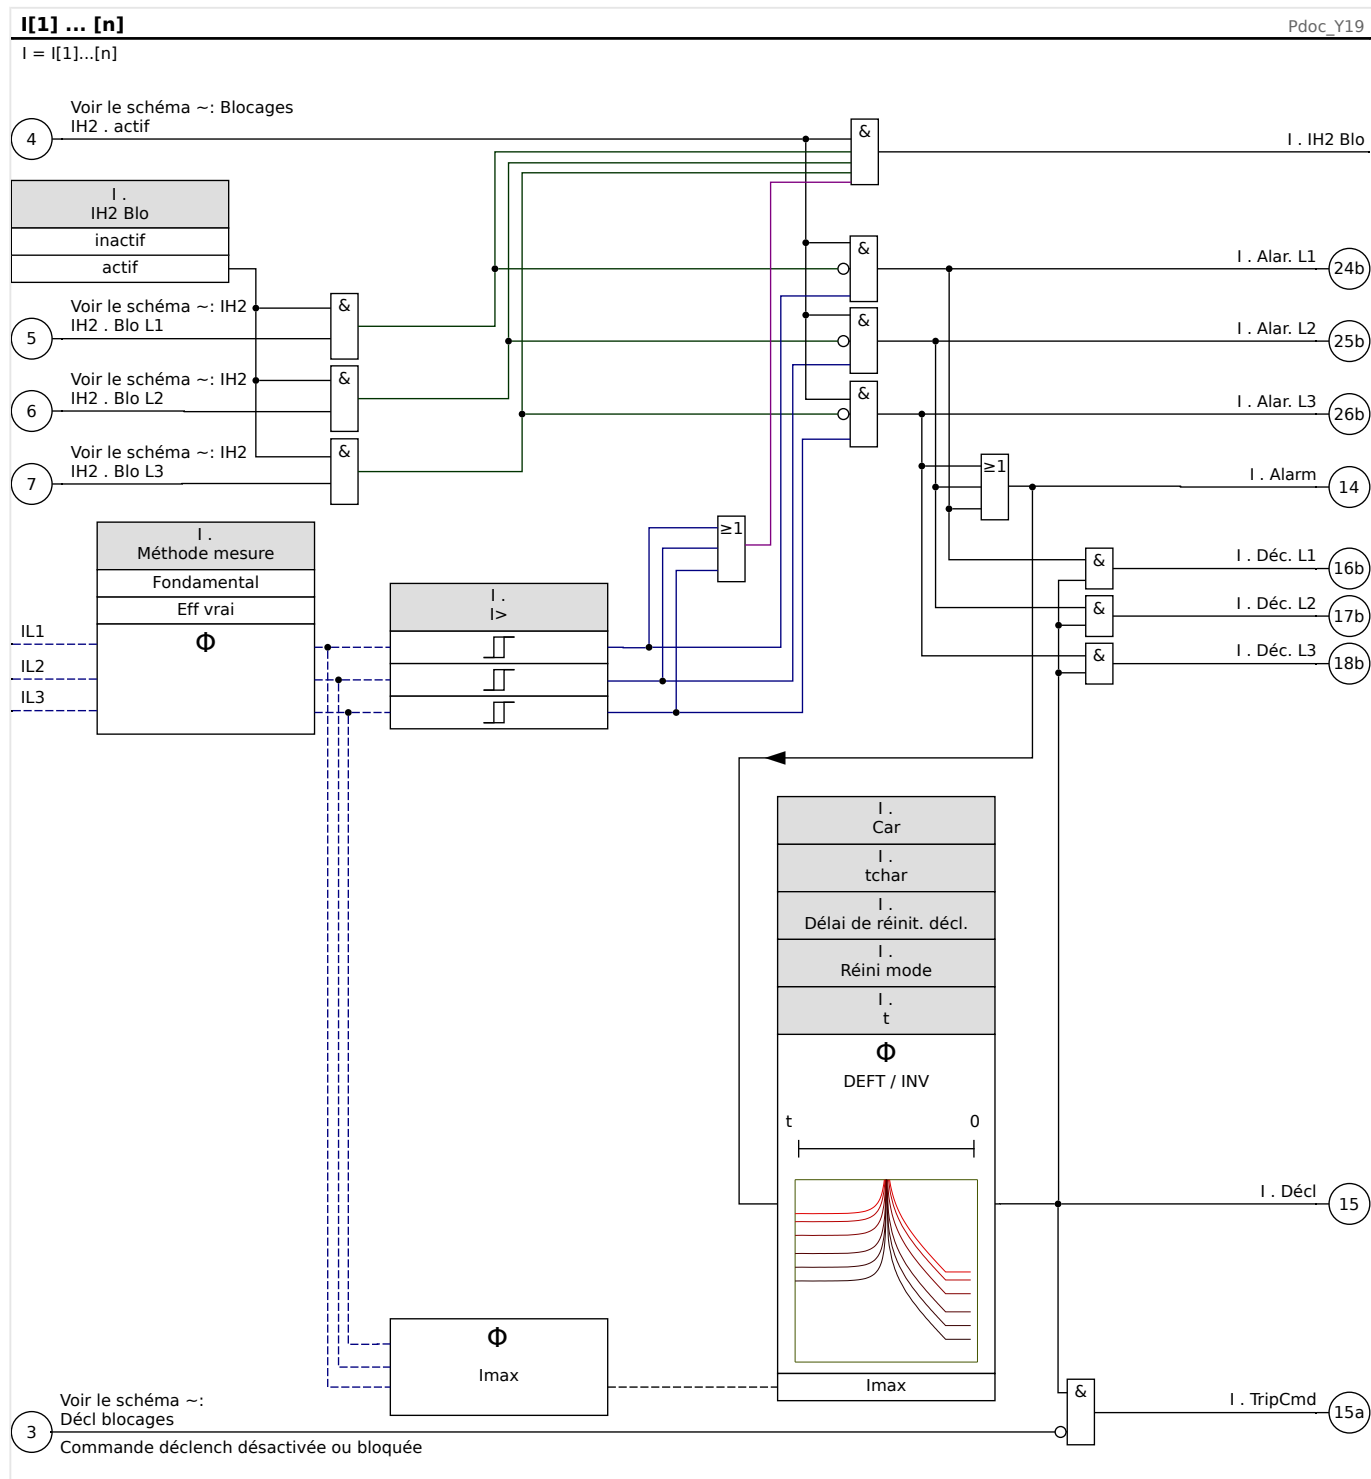 I[1] ... [n]
Pdoc_Y19
I = I[1]...[n]
Voir le schéma ~: Blocages
IH2 . actif
4
&
I . IH2 Blo
I .
IH2 Blo
inactif
actif
&
I . Alar. L1
24b
Voir le schéma ~: IH2
IH2 . Blo L1
5
&
&
I . Alar. L2
25b
Voir le schéma ~: IH2
IH2 . Blo L2
6
&
&
I . Alar. L3
26b
Voir le schéma ~: IH2
IH2 . Blo L3
7
&
≥1
I . Alarm
14
I .
Méthode mesure
Fondamental
Eff vrai
Φ
IL1
IL2
IL3
I .
I>
≥1
&
I . Déc. L1
16b
&
I . Déc. L2
17b
&
I . Déc. L3
18b
I .
Car
I .
tchar
I .
Délai de réinit. décl.
I .
Réini mode
I .
t
Φ
DEFT / INV
t
0
I . Décl
15
Φ
Imax
Imax
Voir le schéma ~:
Décl blocages
3
Commande déclench désactivée ou bloquée
&
I . TripCmd
15a